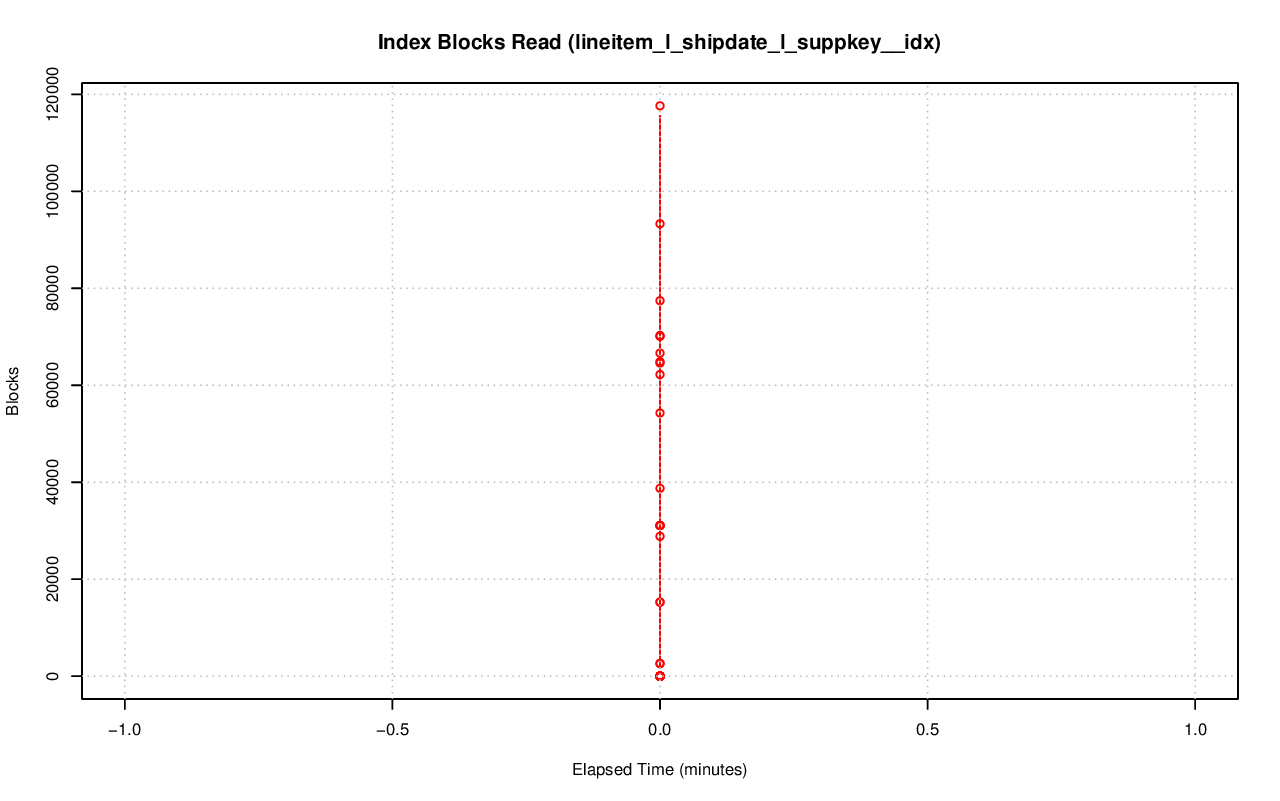 Index Blocks Read (lineitem_l_shipdate_l_suppkey__idx)
120000
100000
80000
60000
40000
20000
0
Blocks
−1.0 −0.5 0.0 0.5 1.0
Elapsed Time (minutes)